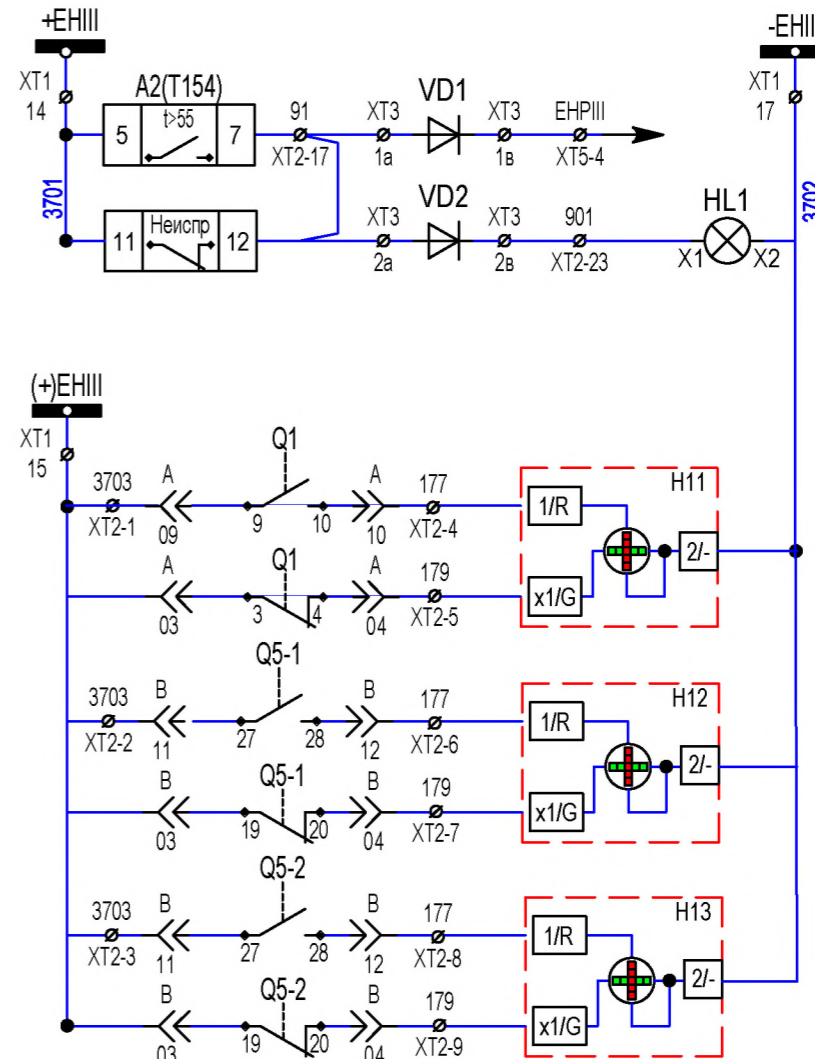 +EHIII
-EHII
XT1
14
A2(T154)
t>55
5
7
91
XT2-17
XT3
1а
VD1
XT3
1в
EHPIII
XT5-4
XT1
17
3701
3702
Неиспр
11
12
XT3
2а
VD2
XT3
2в
901
XT2-23
HL1
X1
X2
(+)EHIII
XT1
15
3703
XT2-1
A
09
Q1
9
10
A
10
177
XT2-4
H11
1/R
2/-
A
03
Q1
3
4
A
04
179
XT2-5
x1/G
3703
XT2-2
B
11
Q5-1
27
28
B
12
177
XT2-6
H12
1/R
2/-
B
03
Q5-1
19
20
B
04
179
XT2-7
x1/G
3703
XT2-3
B
11
Q5-2
27
28
B
12
177
XT2-8
H13
1/R
2/-
B
03
Q5-2
19
20
B
04
179
XT2-9
x1/G